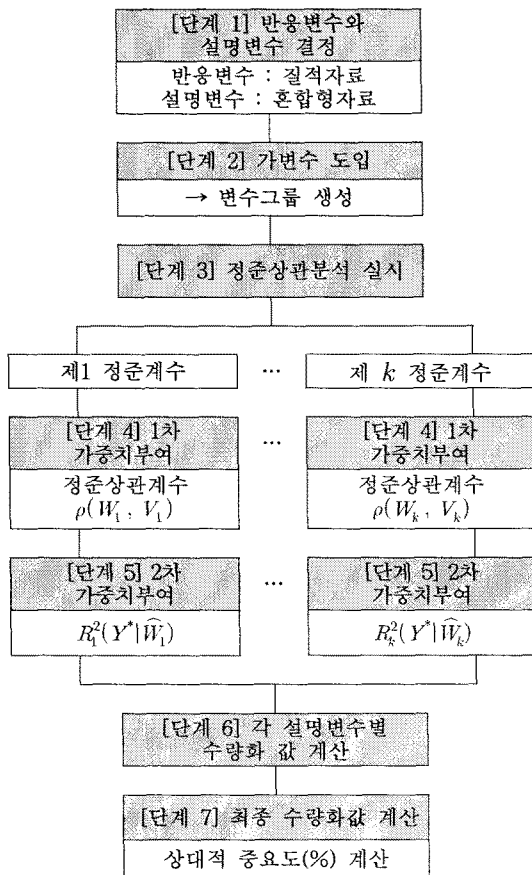 [단계 1] 반응변수와
설명변수 결정
반응변수 : 질적자료
설명변수 : 혼합형자료
[단계 2] 가변수 도입
→ 변수그룹 생성
[단계 3] 정준상관분석 실시
제1 정준계수 … 제 k 정준계수
[단계 4] 1차
가중치부여
정준상관계수
ρ(W₁, V₁)
…
[단계 4] 1차
가중치부여
정준상관계수
ρ(Wₖ, Vₖ)
[단계 5] 2차
가중치부여
R₁²(Y*|Ŵ₁)
…
[단계 5] 2차
가중치부여
Rₖ²(Y*|Ŵₖ)
[단계 6] 각 설명변수별
수량화 값 계산
[단계 7] 최종 수량화값 계산
상대적 중요도(%) 계산